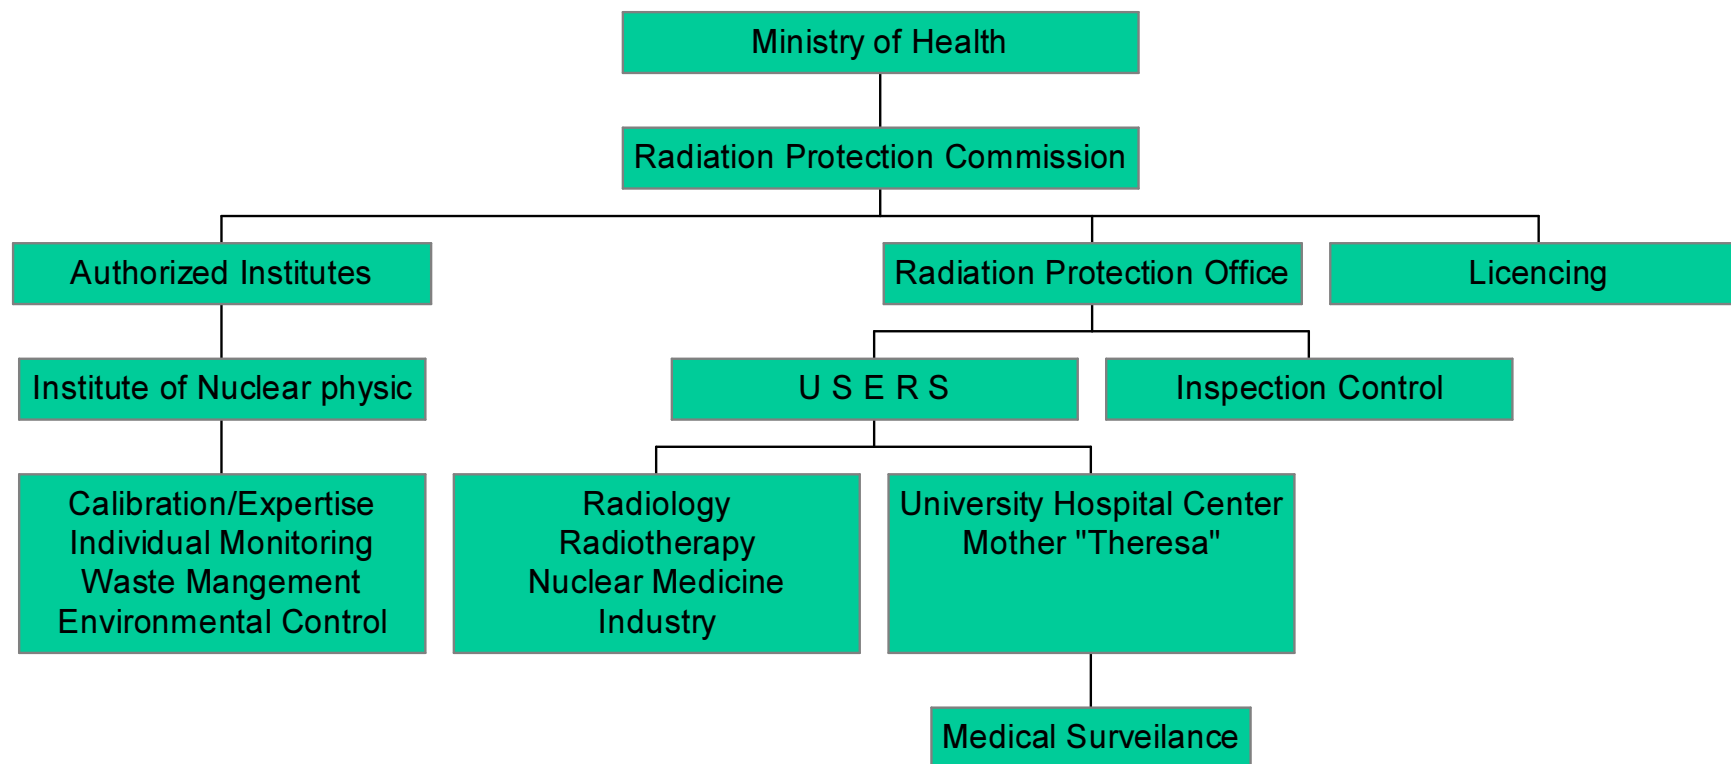 Ministry of Health
Radiation Protection Commission
Authorized Institutes
Radiation Protection Office
Licencing
Institute of Nuclear physic
U S E R S
Inspection Control
Calibration/Expertise
Individual Monitoring
Waste Mangement
Environmental Control
Radiology
Radiotherapy
Nuclear Medicine
Industry
University Hospital Center
Mother "Theresa"
Medical Surveilance